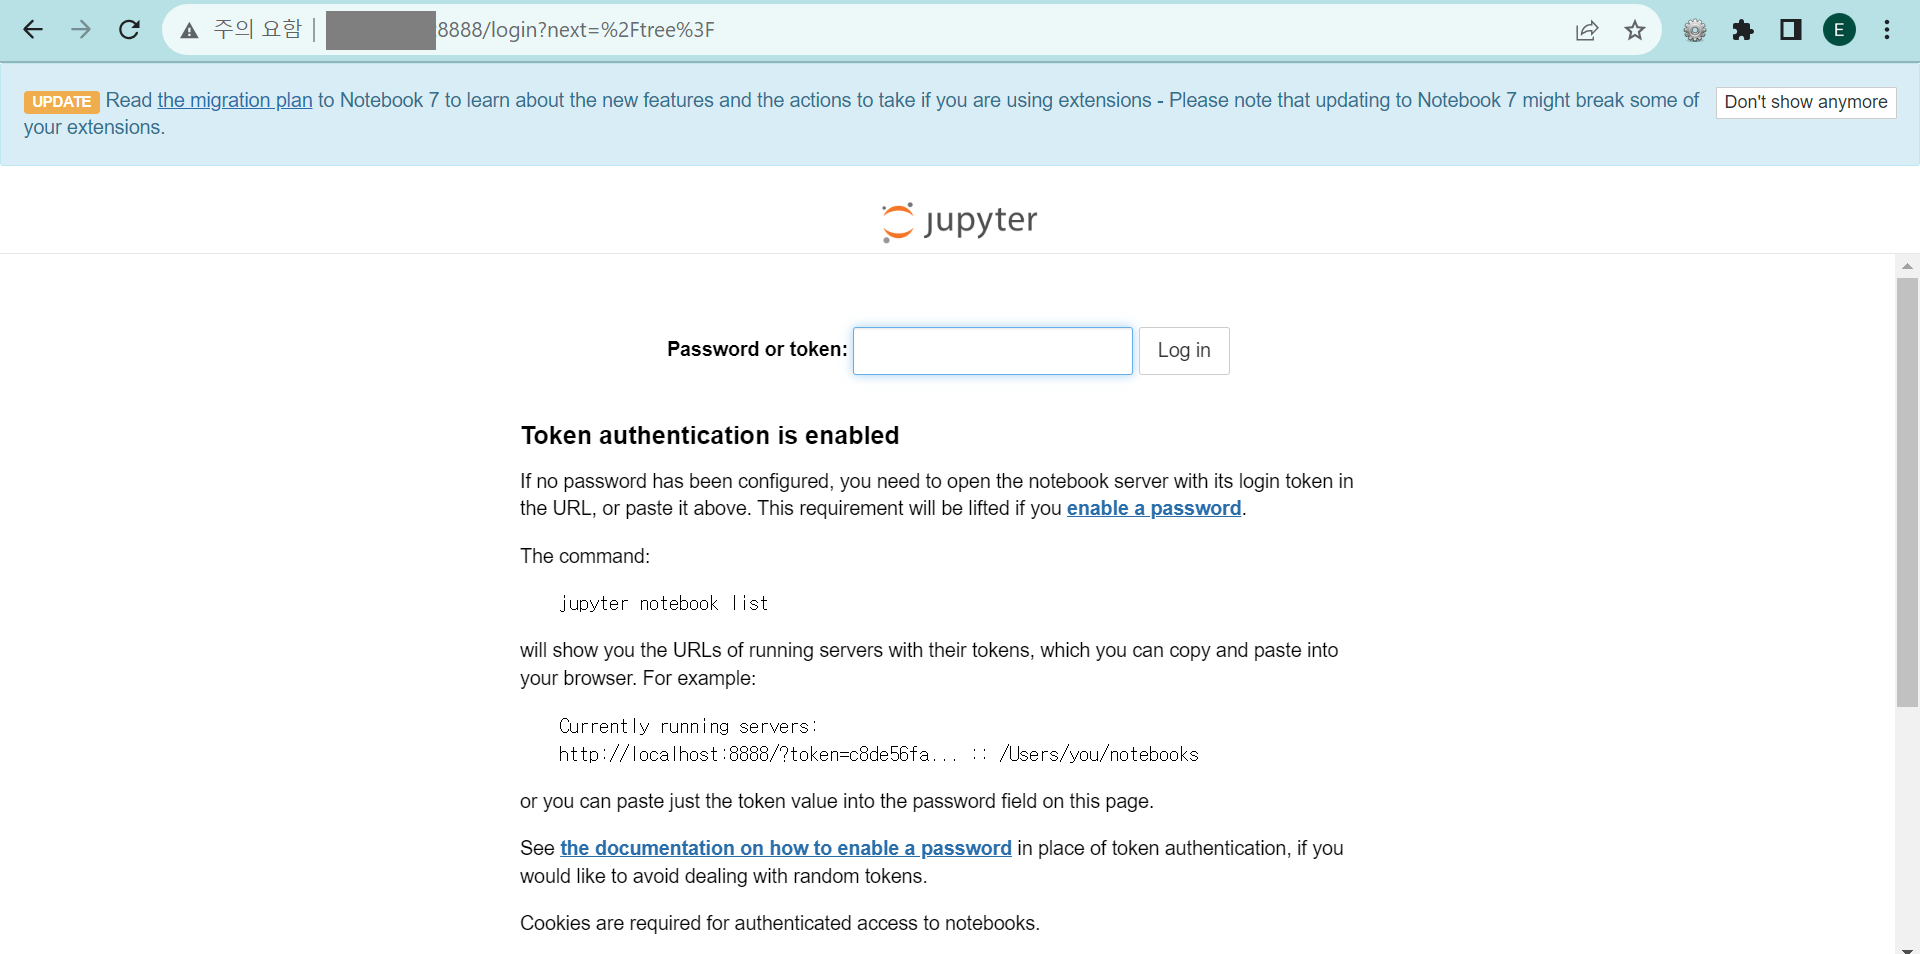 주의 요함 | 8888/login?next=%2Ftree%3F
E
UPDATE Read the migration plan to Notebook 7 to learn about the new features and the actions to take if you are using extensions - Please note that updating to Notebook 7 might break some of
your extensions.
Don't show anymore
jupyter
Password or token:
Log in
Token authentication is enabled
If no password has been configured, you need to open the notebook server with its login token in
the URL, or paste it above. This requirement will be lifted if you enable a password.
The command:
jupyter notebook list
will show you the URLs of running servers with their tokens, which you can copy and paste into
your browser. For example:
Currently running servers:
http://localhost:8888/?token=c8de56fa... :: /Users/you/notebooks
or you can paste just the token value into the password field on this page.
See the documentation on how to enable a password in place of token authentication, if you
would like to avoid dealing with random tokens.
Cookies are required for authenticated access to notebooks.